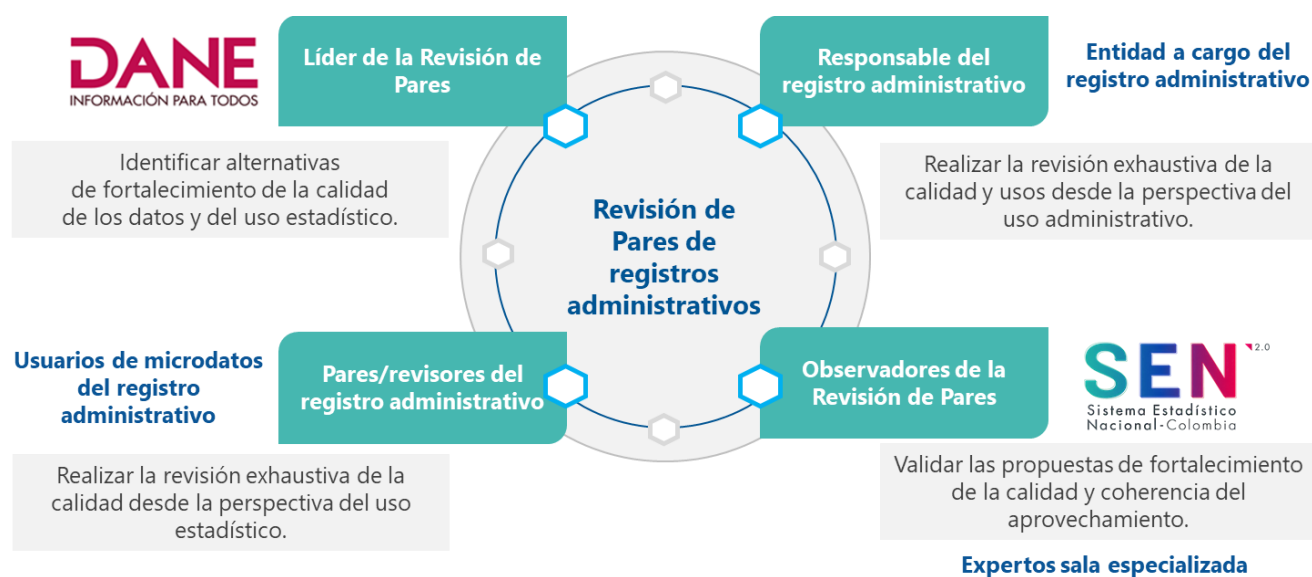 DANE
INFORMACIÓN PARA TODOS
Líder de la Revisión de
Pares
Identificar alternativas
de fortalecimiento de la calidad
de los datos y del uso estadístico.
Responsable del
registro administrativo
Entidad a cargo del
registro administrativo
Realizar la revisión exhaustiva de la
calidad y usos desde la perspectiva del
uso administrativo.
Revisión de
Pares de
registros
administrativos
Usuarios de microdatos
del registro
administrativo
Pares/revisores del
registro administrativo
Realizar la revisión exhaustiva de la
calidad desde la perspectiva del uso
estadístico.
Observadores de la
Revisión de Pares
SEN 2.0
Sistema Estadístico
Nacional-Colombia
Validar las propuestas de fortalecimiento
de la calidad y coherencia del
aprovechamiento.
Expertos sala especializada